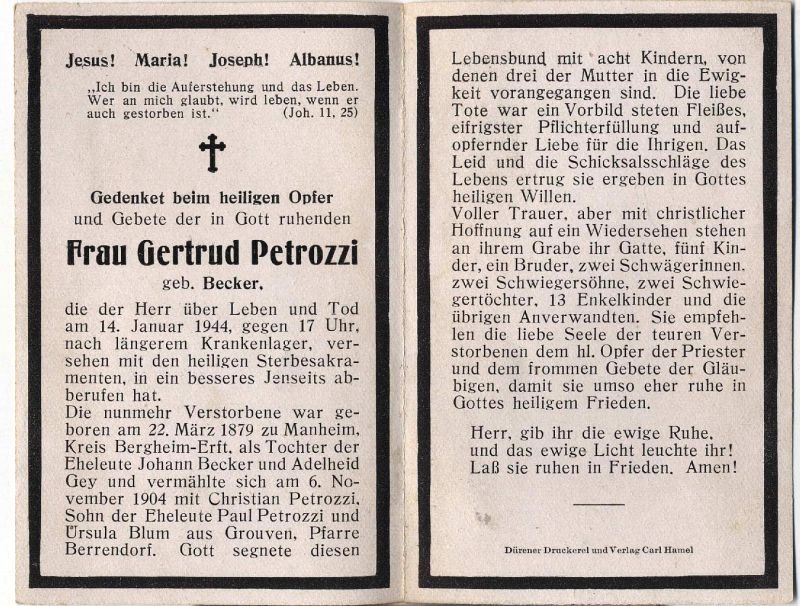 Jesus! Maria! Joseph! Albanus!
„Ich bin die Auferstehung und das Leben.
Wer an mich glaubt, wird leben, wenn er
auch gestorben ist.“ (Joh. 11, 25)
Gedenket beim heiligen Opfer
und Gebete der in Gott ruhenden
Frau Gertrud Petrozzi
geb. Becker,
die der Herr über Leben und Tod
am 14. Januar 1944, gegen 17 Uhr,
nach längerem Krankenlager, ver-
sehen mit den heiligen Sterbesakra-
menten, in ein besseres Jenseits ab-
berufen hat.
Die nunmehr Verstorbene war ge-
boren am 22. März 1879 zu Manheim,
Kreis Bergheim-Erft, als Tochter der
Eheleute Johann Becker und Adelheid
Gey und vermählte sich am 6. No-
vember 1904 mit Christian Petrozzi,
Sohn der Eheleute Paul Petrozzi und
Ursula Blum aus Grouven, Pfarre
Berrendorf. Gott segnete diesen
Lebensbund mit acht Kindern, von
denen drei der Mutter in die Ewig-
keit vorangegangen sind. Die liebe
Tote war ein Vorbild steten Fleißes,
eifrigster Pflichterfüllung und auf-
opfernder Liebe für die Ihrigen. Das
Leid und die Schicksalsschläge des
Lebens ertrug sie ergeben in Gottes
heiligen Willen.
Voller Trauer, aber mit christlicher
Hoffnung auf ein Wiedersehen stehen
an ihrem Grabe ihr Gatte, fünf Kin-
der, ein Bruder, zwei Schwägerinnen,
zwei Schwiegersöhne, zwei Schwie-
gertöchter, 13 Enkelkinder und die
übrigen Anverwandten. Sie empfeh-
len die liebe Seele der teuren Ver-
storbenen dem hl. Opfer der Priester
und dem frommen Gebete der Gläu-
bigen, damit sie umso eher ruhe in
Gottes heiligem Frieden.
Herr, gib ihr die ewige Ruhe,
und das ewige Licht leuchte ihr!
Laß sie ruhen in Frieden. Amen!
Dürener Druckerei und Verlag Carl Hamel